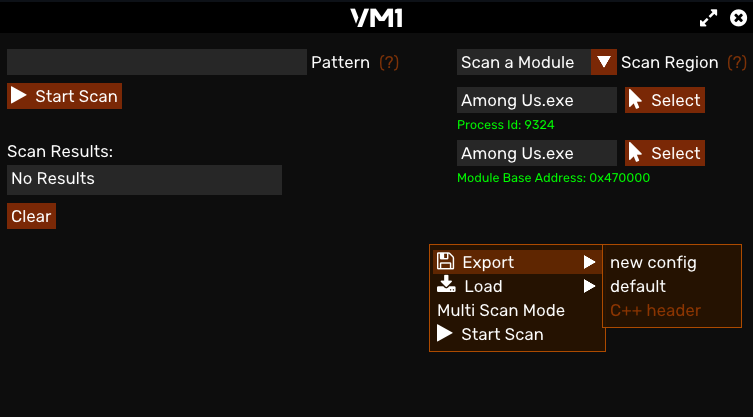 VM1
Pattern (?)
Start Scan
Scan Results:
No Results
Clear
Scan a Module Scan Region (?)
Among Us.exe Select
Process Id: 9324
Among Us.exe Select
Module Base Address: 0x470000
Export
Load
Multi Scan Mode
Start Scan
new config
default
C++ header